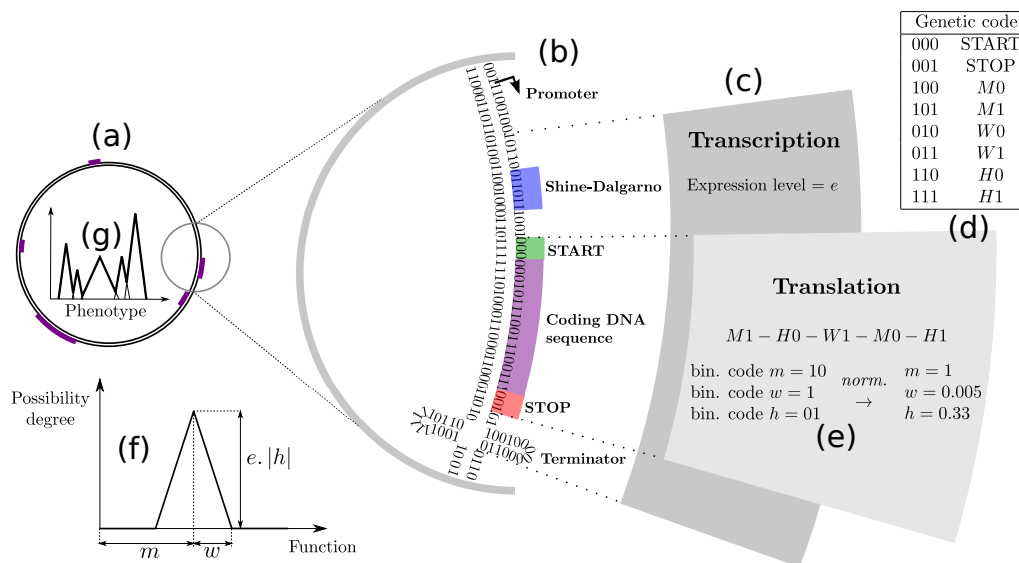 (a)
(g)
Phenotype
Possibility
degree
(f)
e.|h|
m
w
Function
(b)
Promoter
Shine-Dalgarno
START
Coding DNA
sequence
STOP
Terminator
(c)
Transcription
Expression level = e
Genetic code
000 START
001 STOP
100 M0
101 M1
010 W0
011 W1
110 H0
111 H1
(d)
Translation
M1 − H0 − W1 − M0 − H1
bin. code m = 10 norm. m = 1
bin. code w = 1 → w = 0.005
bin. code h = 01 h = 0.33
(e)